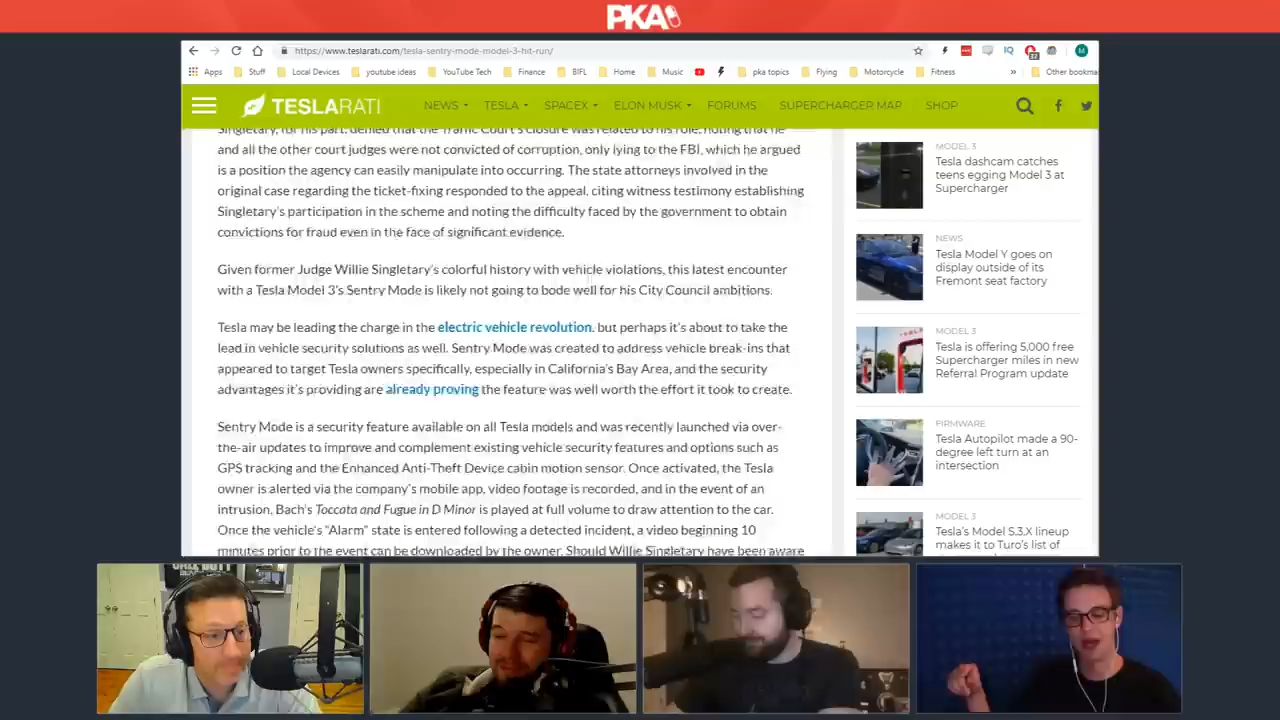 PKA
https://www.teslarati.com/tesla-sentry-mode-model-3-hit-run/
Apps Stuff Local Devices youtube ideas YouTube Tech Finance BIFL Home Music pka topics Flying Motorcycle Fitness » Other bookma
TESLARATI NEWS TESLA SPACEX ELON MUSK FORUMS SUPERCHARGER MAP SHOP
Singletary, for his part, denied that the Traffic Court's closure was related to his role, noting that he
and all the other court judges were not convicted of corruption, only lying to the FBI, which he argued
is a position the agency can easily manipulate into occurring. The state attorneys involved in the
original case regarding the ticket-fixing responded to the appeal, citing witness testimony establishing
Singletary's participation in the scheme and noting the difficulty faced by the government to obtain
convictions for fraud even in the face of significant evidence.
Given former Judge Willie Singletary's colorful history with vehicle violations, this latest encounter
with a Tesla Model 3's Sentry Mode is likely not going to bode well for his City Council ambitions.
Tesla may be leading the charge in the electric vehicle revolution, but perhaps it's about to take the
lead in vehicle security solutions as well. Sentry Mode was created to address vehicle break-ins that
appeared to target Tesla owners specifically, especially in California's Bay Area, and the security
advantages it's providing are already proving the feature was well worth the effort it took to create.
Sentry Mode is a security feature available on all Tesla models and was recently launched via over-
the-air updates to improve and complement existing vehicle security features and options such as
GPS tracking and the Enhanced Anti-Theft Device cabin motion sensor. Once activated, the Tesla
owner is alerted via the company's mobile app, video footage is recorded, and in the event of an
intrusion, Bach's Toccata and Fugue in D Minor is played at full volume to draw attention to the car.
Once the vehicle's "Alarm" state is entered following a detected incident, a video beginning 10
minutes prior to the event can be downloaded by the owner. Should Willie Singletary have been aware
MODEL 3
Tesla dashcam catches
teens egging Model 3 at
Supercharger
NEWS
Tesla Model Y goes on
display outside of its
Fremont seat factory
MODEL 3
Tesla is offering 5,000 free
Supercharger miles in new
Referral Program update
FIRMWARE
Tesla Autopilot made a 90-
degree left turn at an
intersection
MODEL 3
Tesla's Model S,3,X lineup
makes it to Turo's list of